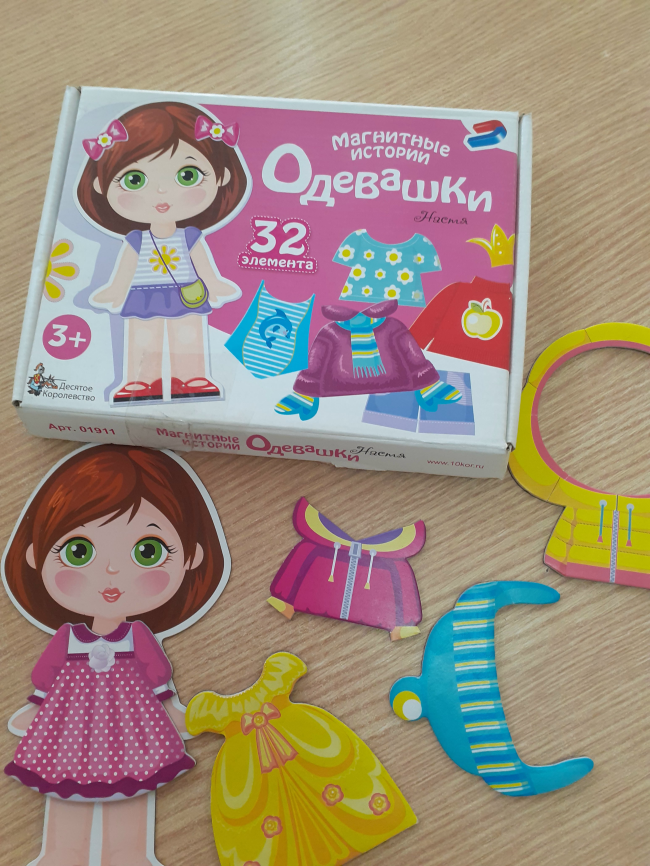 Магнитные
истории
Одевашки
Настя
32
элемента
3+
Десятое
Королевство
Арт. 01911
Магнитные
истории
Одевашки
Настя
www.10kor.ru